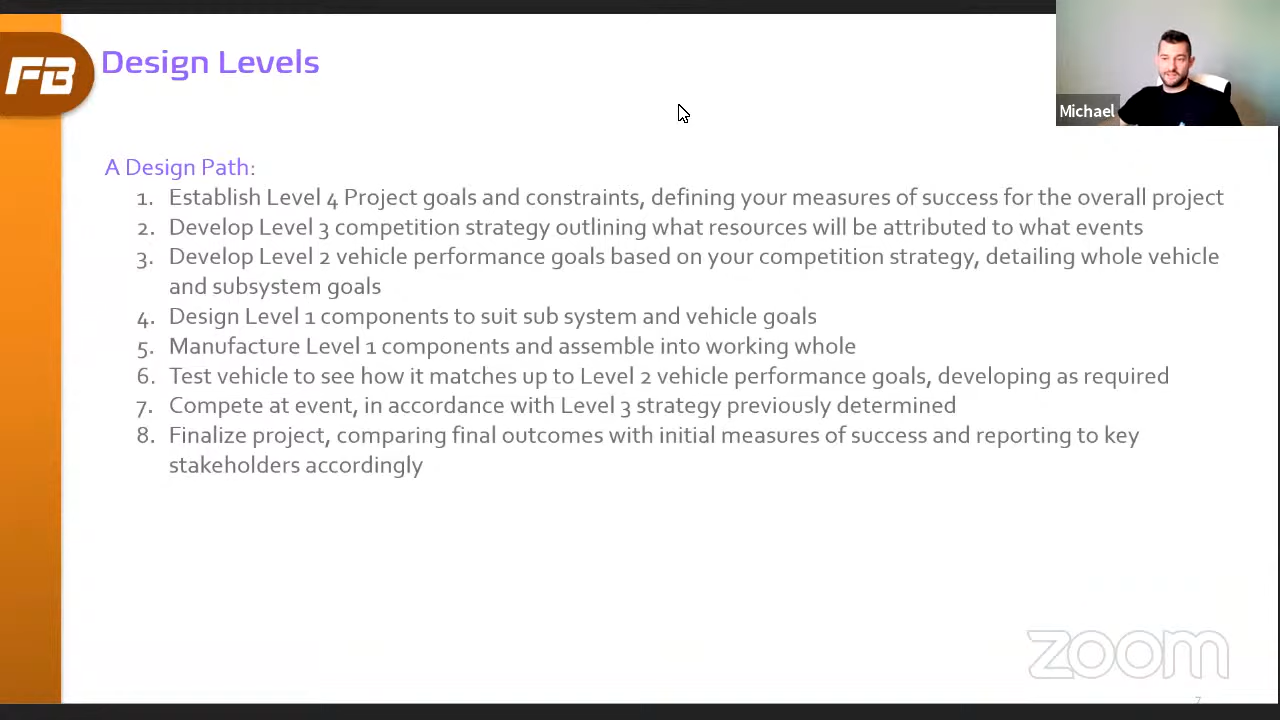 FB
Design Levels
Michael
A Design Path:
1. Establish Level 4 Project goals and constraints, defining your measures of success for the overall project
2. Develop Level 3 competition strategy outlining what resources will be attributed to what events
3. Develop Level 2 vehicle performance goals based on your competition strategy, detailing whole vehicle
and subsystem goals
4. Design Level 1 components to suit sub system and vehicle goals
5. Manufacture Level 1 components and assemble into working whole
6. Test vehicle to see how it matches up to Level 2 vehicle performance goals, developing as required
7. Compete at event, in accordance with Level 3 strategy previously determined
8. Finalize project, comparing final outcomes with initial measures of success and reporting to key
stakeholders accordingly
zoom
7